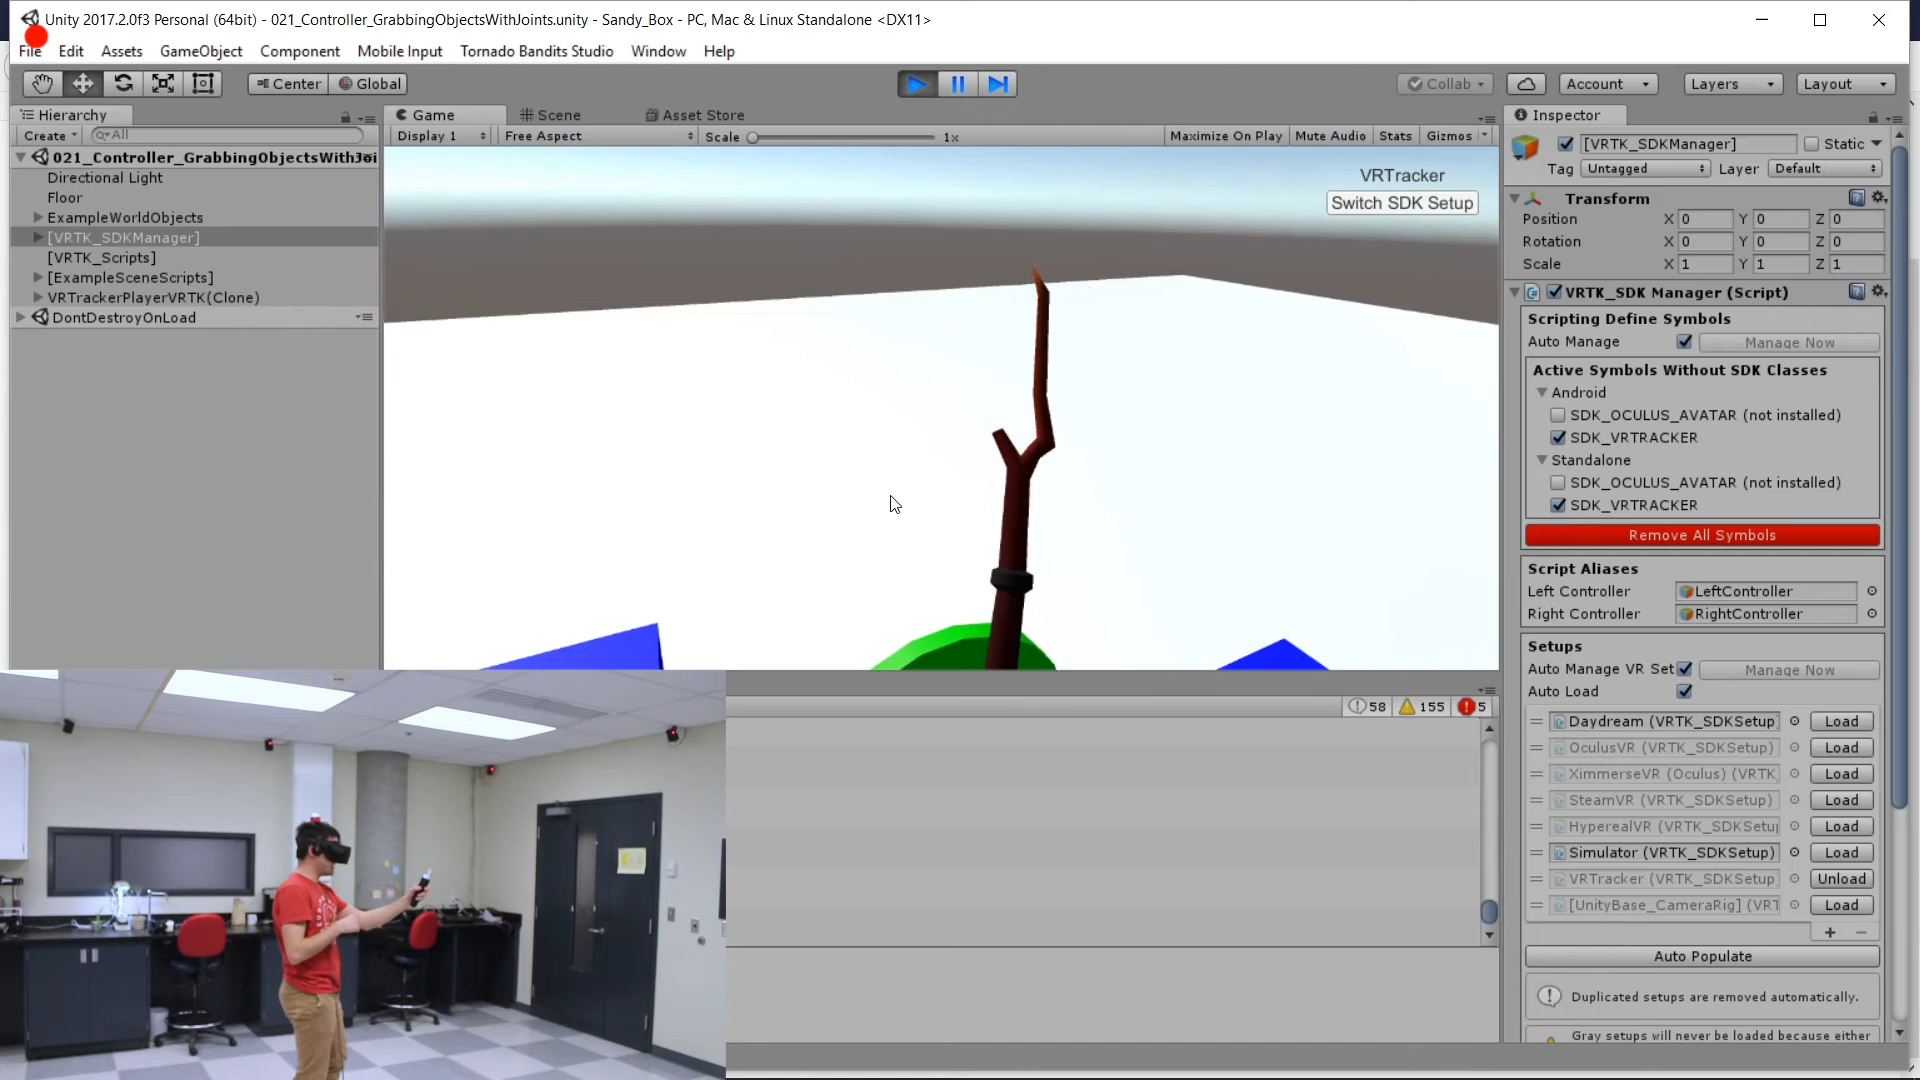 Unity 2017.2.0f3 Personal (64bit) - 021_Controller_GrabbingObjectsWithJoints.unity - Sandy_Box - PC, Mac & Linux Standalone <DX11>
File Edit Assets GameObject Component Mobile Input Tornado Bandits Studio Window Help
Center Global Collab Account Layers Layout
Hierarchy
Create All
021_Controller_GrabbingObjectsWithJoi
Directional Light
Floor
ExampleWorldObjects
[VRTK_SDKManager]
[VRTK_Scripts]
[ExampleSceneScripts]
VRTrackerPlayerVRTK(Clone)
DontDestroyOnLoad
Game Scene Asset Store
Display 1 Free Aspect Scale 1x Maximize On Play Mute Audio Stats Gizmos
VRTracker
Switch SDK Setup
58 155 5
Inspector
[VRTK_SDKManager] Static
Tag Untagged Layer Default
Transform
Position X 0 Y 0 Z 0
Rotation X 0 Y 0 Z 0
Scale X 1 Y 1 Z 1
VRTK_SDK Manager (Script)
Scripting Define Symbols
Auto Manage Manage Now
Active Symbols Without SDK Classes
Android
SDK_OCULUS_AVATAR (not installed)
SDK_VRTRACKER
Standalone
SDK_OCULUS_AVATAR (not installed)
SDK_VRTRACKER
Remove All Symbols
Script Aliases
Left Controller LeftController
Right Controller RightController
Setups
Auto Manage VR Set Manage Now
Auto Load
Daydream (VRTK_SDKSetup) Load
OculusVR (VRTK_SDKSetup) Load
XimmerseVR (Oculus) (VRTK_ Load
SteamVR (VRTK_SDKSetup) Load
HyperealVR (VRTK_SDKSetup Load
Simulator (VRTK_SDKSetup) Load
VRTracker (VRTK_SDKSetup Unload
[UnityBase_CameraRig] (VRT Load
+ −
Auto Populate
Duplicated setups are removed automatically.
Gray setups will never be loaded because either